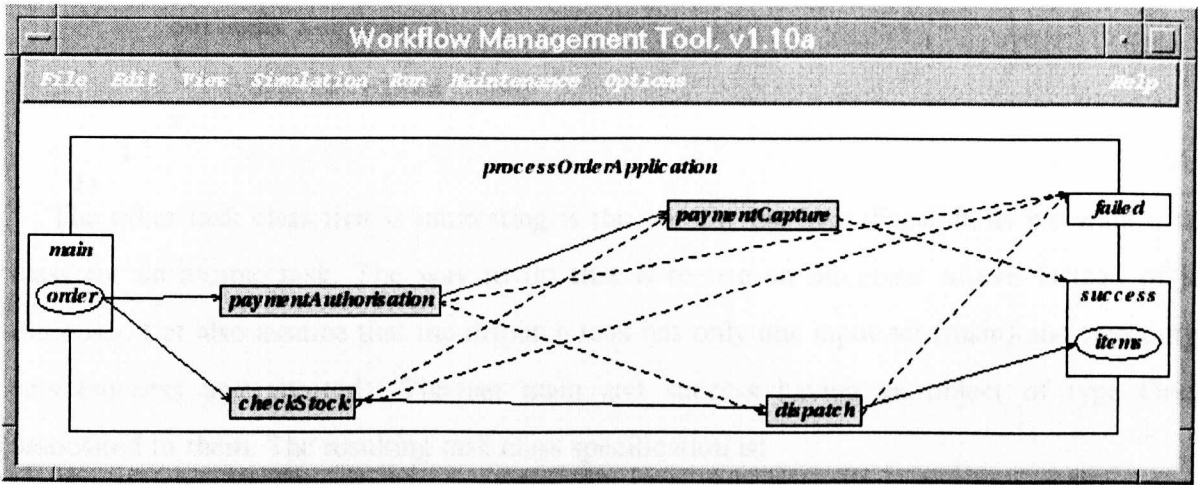 Workflow Management Tool, v1.10a
File Edit View Simulation Run Maintenance Options Help
processOrderApplication
paymentCapture
failed
main
order
paymentAuthorisation
success
items
checkStock
dispatch